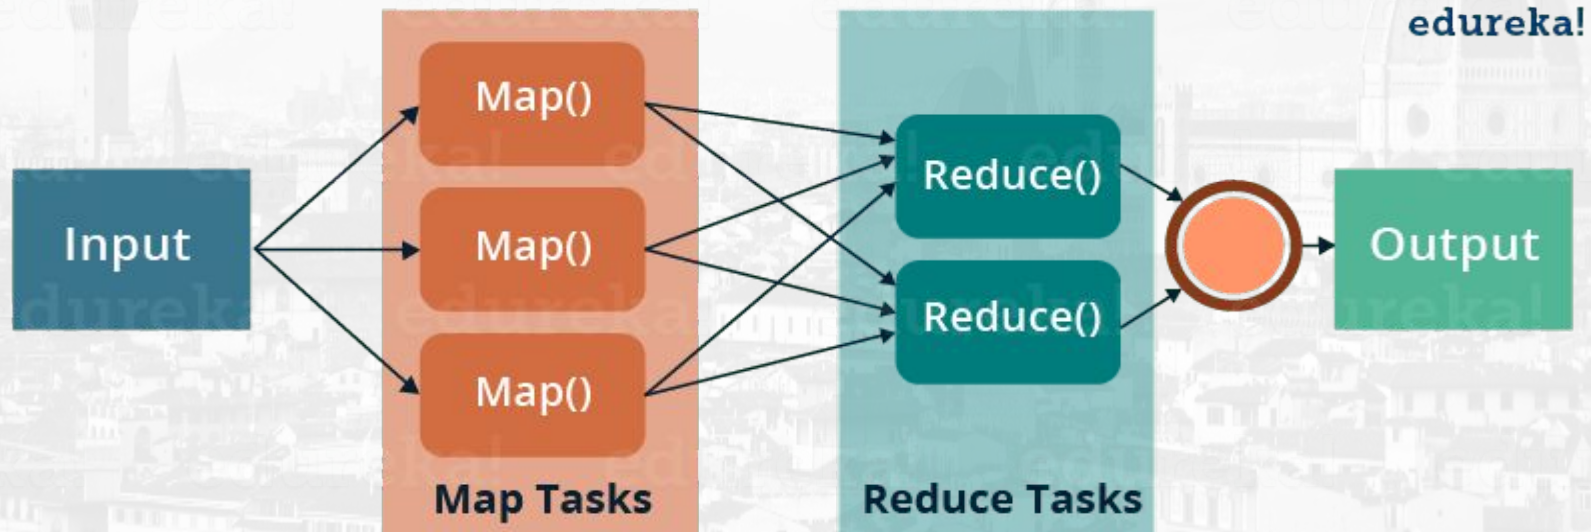 edureka!
Input
Map()
Map()
Map()
Map Tasks
Reduce()
Reduce()
Reduce Tasks
Output